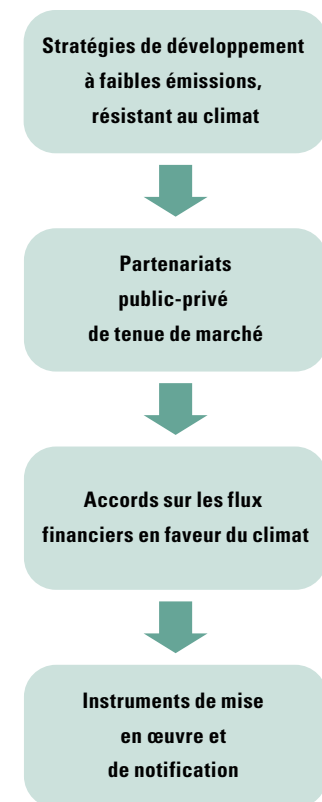 Stratégies de développement
à faibles émissions,
résistant au climat
Partenariats
public-privé
de tenue de marché
Accords sur les flux
financiers en faveur du climat
Instruments de mise
en œuvre et
de notification